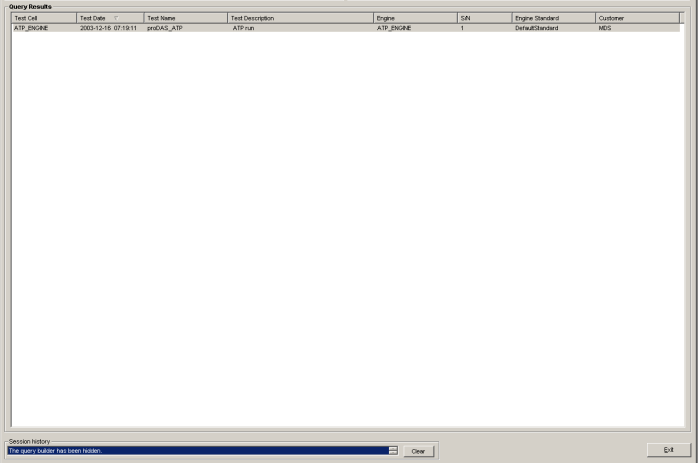 Query Results
Test Cell Test Date Test Name Test Description Engine S/N Engine Standard Customer
ATP_ENGINE 2003-12-16 07:19:11 proDAS_ATP ATP run ATP_ENGINE 1 DefaultStandard MDS
Session history
The query builder has been hidden.
Clear
Exit